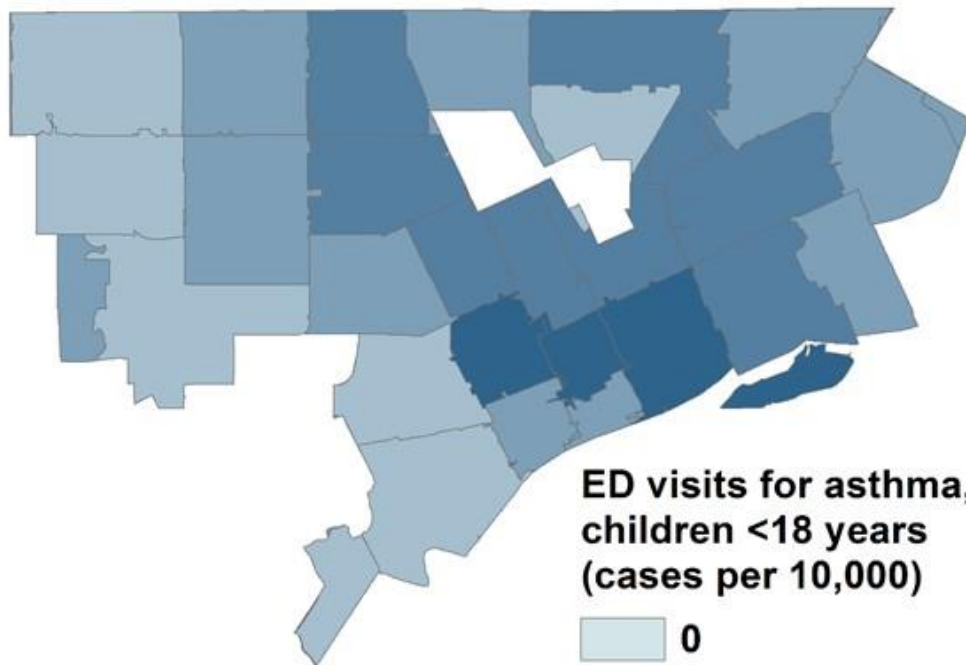 ED visits for asthma,
children <18 years
(cases per 10,000)
0